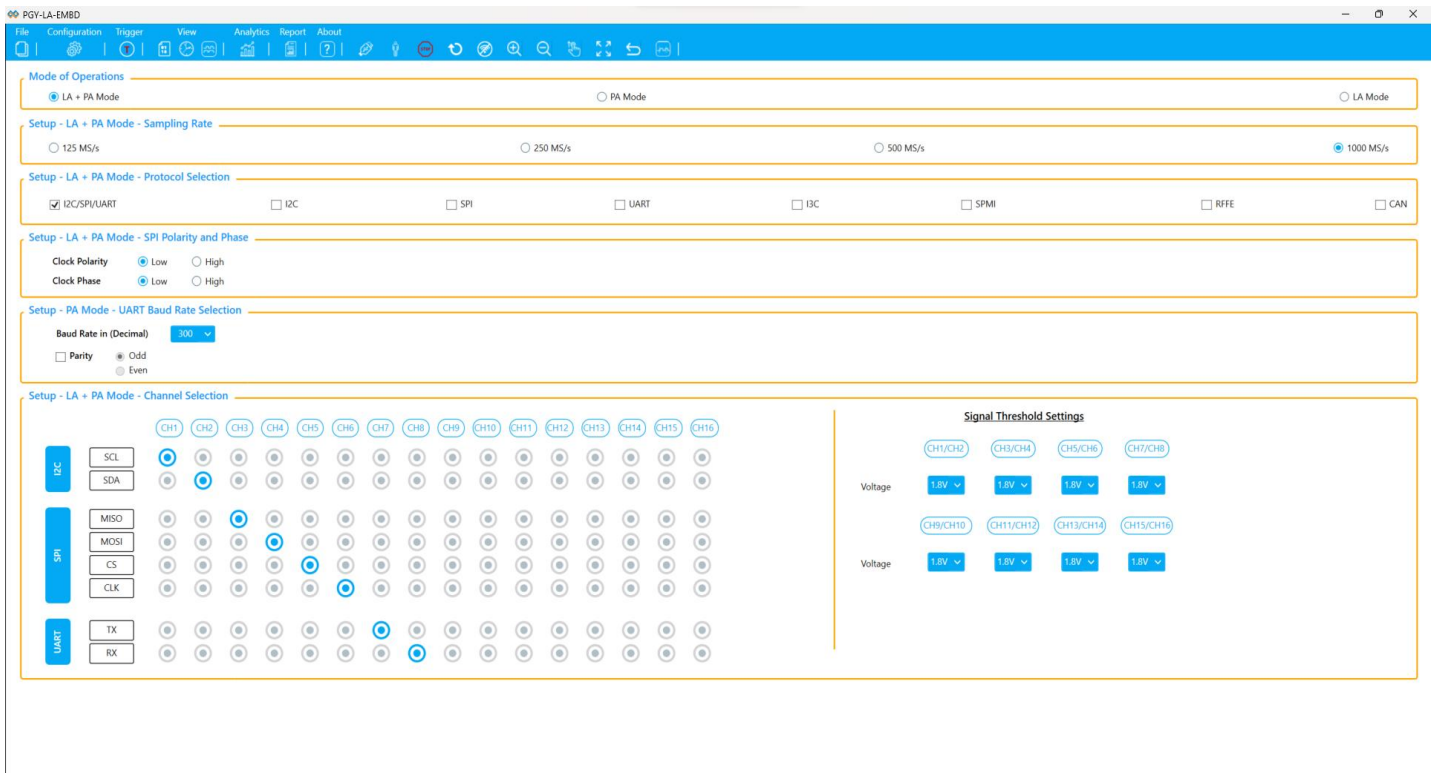 PGY-LA-EMBD
File Configuration Trigger View Analytics Report About
STOP
Mode of Operations
LA + PA Mode PA Mode LA Mode
Setup - LA + PA Mode - Sampling Rate
125 MS/s 250 MS/s 500 MS/s 1000 MS/s
Setup - LA + PA Mode - Protocol Selection
I2C/SPI/UART I2C SPI UART I3C SPMI RFFE CAN
Setup - LA + PA Mode - SPI Polarity and Phase
Clock Polarity Low High
Clock Phase Low High
Setup - PA Mode - UART Baud Rate Selection
Baud Rate in (Decimal) 300
Parity Odd
Even
Setup - LA + PA Mode - Channel Selection
CH1 CH2 CH3 CH4 CH5 CH6 CH7 CH8 CH9 CH10 CH11 CH12 CH13 CH14 CH15 CH16
I2C
SCL
SDA
SPI
MISO
MOSI
CS
CLK
UART
TX
RX
Signal Threshold Settings
CH1/CH2 CH3/CH4 CH5/CH6 CH7/CH8
Voltage 1.8V 1.8V 1.8V 1.8V
CH9/CH10 CH11/CH12 CH13/CH14 CH15/CH16
Voltage 1.8V 1.8V 1.8V 1.8V